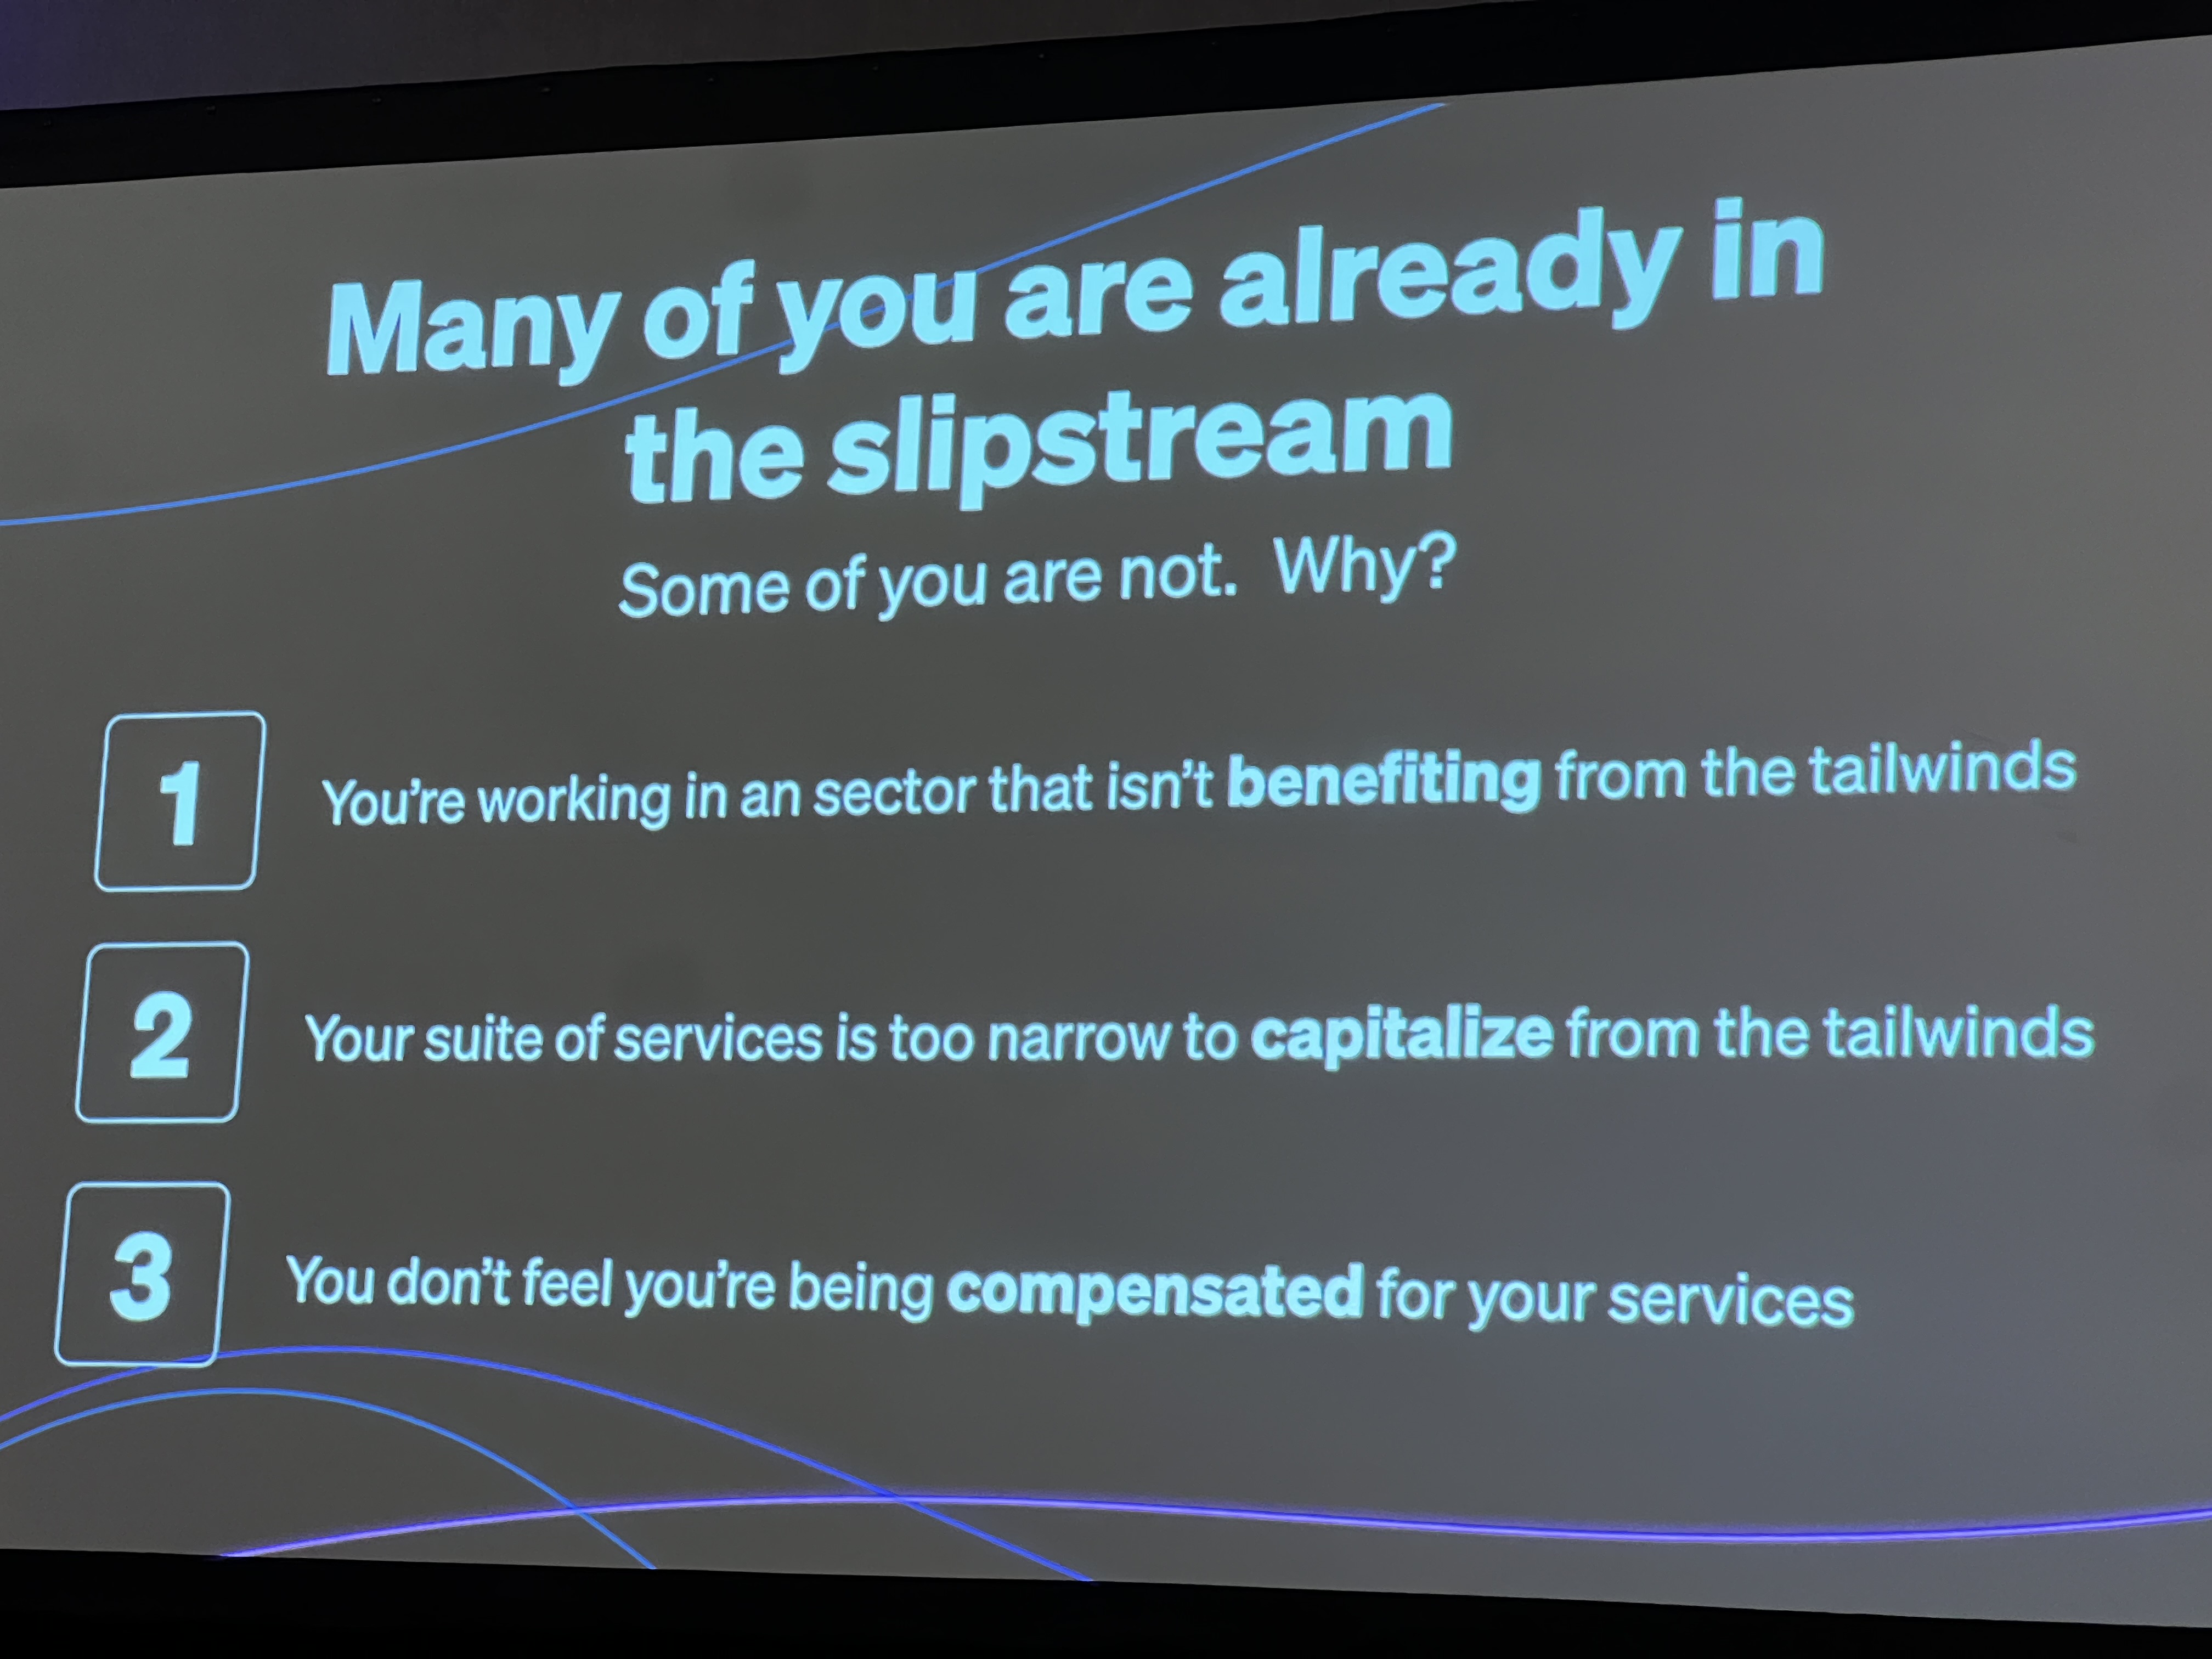 Many of you are already in
the slipstream
Some of you are not. Why?
1
You're working in an sector that isn't benefiting from the tailwinds
2
Your suite of services is too narrow to capitalize from the tailwinds
3
You don't feel you're being compensated for your services